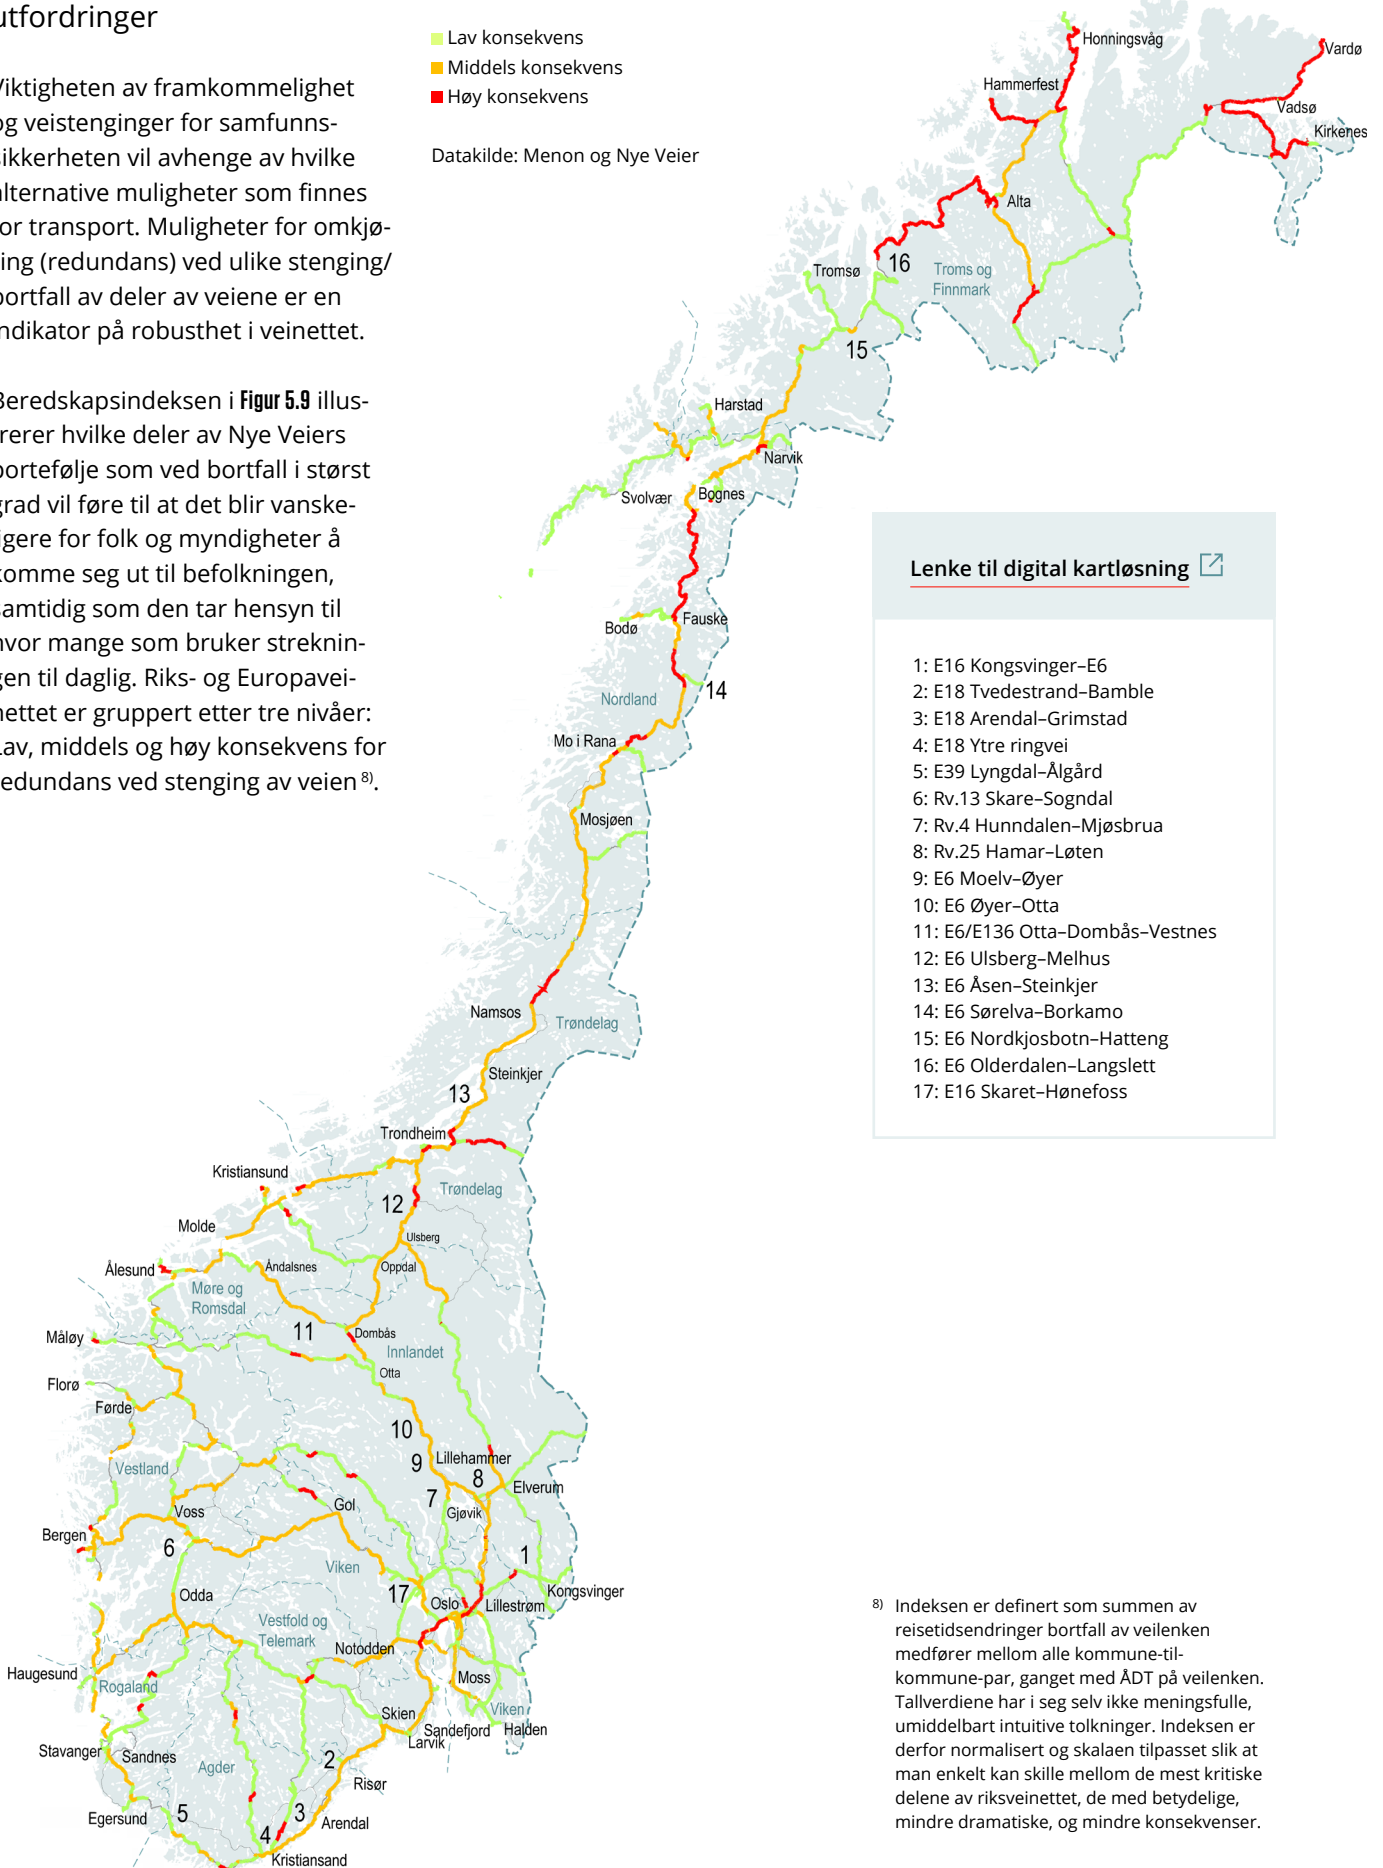 utfordringer
Viktigheten av framkommelighet
og veistenginger for samfunns-
sikkerheten vil avhenge av hvilke
alternative muligheter som finnes
for transport. Muligheter for omkjø-
ring (redundans) ved ulike stenging/
bortfall av deler av veiene er en
indikator på robusthet i veinettet.
Beredskapsindeksen i Figur 5.9 illus-
trerer hvilke deler av Nye Veiers
portefølje som ved bortfall i størst
grad vil føre til at det blir vanske-
ligere for folk og myndigheter å
komme seg ut til befolkningen,
samtidig som den tar hensyn til
hvor mange som bruker streknin-
gen til daglig. Riks- og Europavei-
nettet er gruppert etter tre nivåer:
Lav, middels og høy konsekvens for
redundans ved stenging av veien 8).
Lav konsekvens
Middels konsekvens
Høy konsekvens
Datakilde: Menon og Nye Veier
Honningsvåg
Vardø
Hammerfest
Vadsø
Kirkenes
Alta
16
Tromsø
Troms og
Finnmark
15
Harstad
Narvik
Svolvær
Bognes
Bodø
Fauske
14
Nordland
Mo i Rana
Mosjøen
Namsos
Trøndelag
Steinkjer
13
Trondheim
Kristiansund
Trøndelag
12
Molde
Ulsberg
Ålesund
Åndalsnes
Oppdal
Møre og
Romsdal
11
Dombås
Måløy
Innlandet
Otta
Florø
Førde
10
9
Lillehammer
Vestland
8
Elverum
7
Gol
Voss
Gjøvik
Bergen
6
1
Viken
17
Kongsvinger
Odda
Oslo
Lillestrøm
Vestfold og
Telemark
Notodden
Haugesund
Moss
Rogaland
Viken
Skien
Sandefjord
Halden
Larvik
Stavanger
Sandnes
2
Agder
Risør
Egersund
5
3
Arendal
4
Kristiansand
Lenke til digital kartløsning
1: E16 Kongsvinger–E6
2: E18 Tvedestrand–Bamble
3: E18 Arendal–Grimstad
4: E18 Ytre ringvei
5: E39 Lyngdal–Ålgård
6: Rv.13 Skare–Sogndal
7: Rv.4 Hunndalen–Mjøsbrua
8: Rv.25 Hamar–Løten
9: E6 Moelv–Øyer
10: E6 Øyer–Otta
11: E6/E136 Otta–Dombås–Vestnes
12: E6 Ulsberg–Melhus
13: E6 Åsen–Steinkjer
14: E6 Sørelva–Borkamo
15: E6 Nordkjosbotn–Hatteng
16: E6 Olderdalen–Langslett
17: E16 Skaret–Hønefoss
8) Indeksen er definert som summen av
reisetidsendringer bortfall av veilenken
medfører mellom alle kommune-til-
kommune-par, ganget med ÅDT på veilenken.
Tallverdiene har i seg selv ikke meningsfulle,
umiddelbart intuitive tolkninger. Indeksen er
derfor normalisert og skalaen tilpasset slik at
man enkelt kan skille mellom de mest kritiske
delene av riksveinettet, de med betydelige,
mindre dramatiske, og mindre konsekvenser.